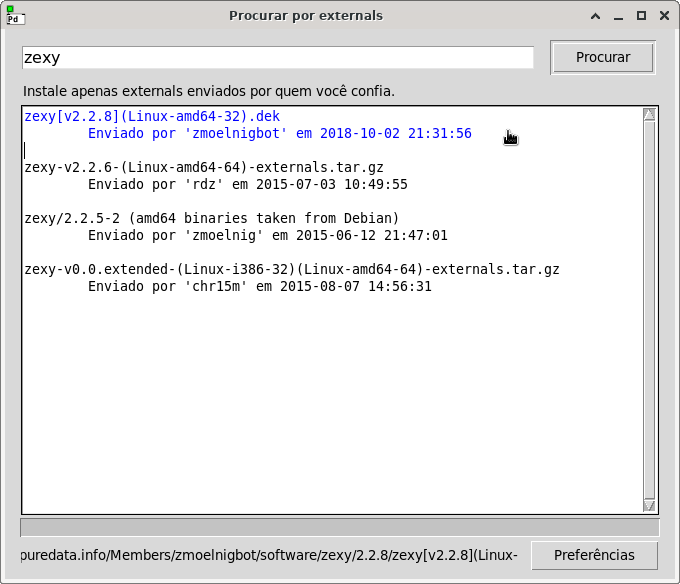 Pd
Procurar por externals
zexy
Procurar
Instale apenas externals enviados por quem você confia.
zexy[v2.2.8](Linux-amd64-32).dek
Enviado por 'zmoelnigbot' em 2018-10-02 21:31:56
zexy-v2.2.6-(Linux-amd64-64)-externals.tar.gz
Enviado por 'rdz' em 2015-07-03 10:49:55
zexy/2.2.5-2 (amd64 binaries taken from Debian)
Enviado por 'zmoelnig' em 2015-06-12 21:47:01
zexy-v0.0.extended-(Linux-i386-32)(Linux-amd64-64)-externals.tar.gz
Enviado por 'chr15m' em 2015-08-07 14:56:31
puredata.info/Members/zmoelnigbot/software/zexy/2.2.8/zexy[v2.2.8](Linux-
Preferências